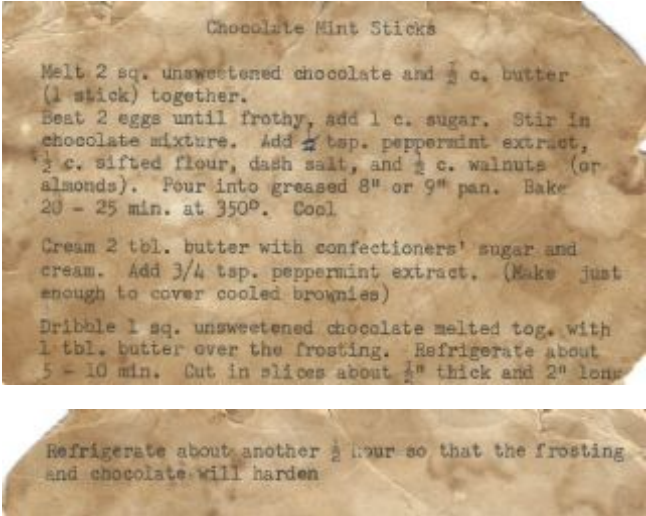 Chocolate Mint Sticks
Melt 2 sq. unsweetened chocolate and ½ c. butter
(1 stick) together.
Beat 2 eggs until frothy, add 1 c. sugar. Stir in
chocolate mixture. Add tsp. peppermint extract,
½ c. sifted flour, dash salt, and ½ c. walnuts (or
almonds). Pour into greased 8" or 9" pan. Bake
20 - 25 min. at 350°. Cool
Cream 2 tbl. butter with confectioners' sugar and
cream. Add 3/4 tsp. peppermint extract. (Make just
enough to cover cooled brownies)
Dribble 1 sq. unsweetened chocolate melted tog. with
1 tbl. butter over the frosting. Refrigerate about
5 - 10 min. Cut in slices about ½" thick and 2" long
Refrigerate about another ½ hour so that the frosting
and chocolate will harden